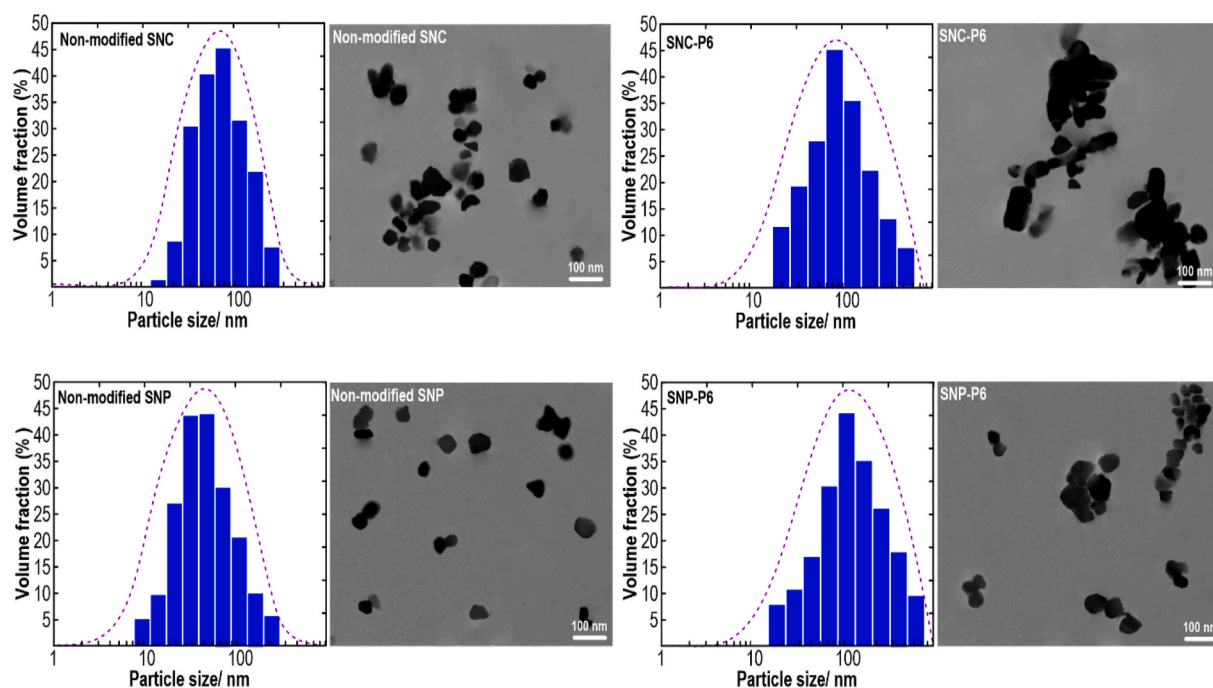 Non-modified SNC
50
45
40
35
30
25
20
15
10
5
Volume fraction (% )
1
10
100
Particle size/ nm
Non-modified SNC
100 nm
SNC-P6
50
45
40
35
30
25
20
15
10
5
Volume fraction (% )
1
10
100
Particle size/ nm
SNC-P6
100 nm
Non-modified SNP
50
45
40
35
30
25
20
15
10
5
Volume fraction (% )
1
10
100
Particle size/ nm
Non-modified SNP
100 nm
SNP-P6
50
45
40
35
30
25
20
15
10
5
Volume fraction (% )
1
10
100
Particle size/ nm
SNP-P6
100 nm